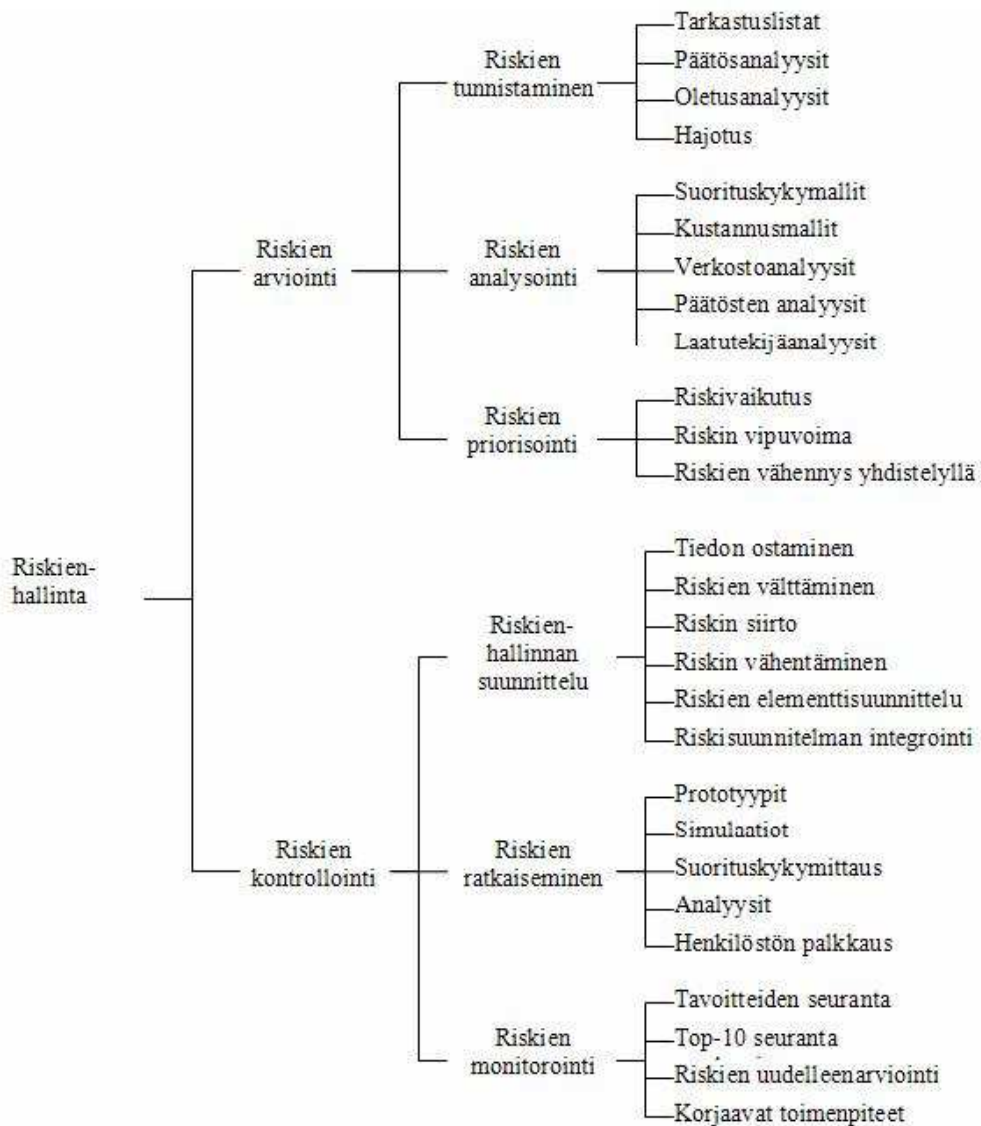 Tarkastuslistat
Riskien
tunnistaminen
Päätösanalyysit
Oletusanalyysit
Hajotus
Suorituskykymallit
Kustannusmallit
Riskien
arviointi
Riskien
analysointi
Verkostoanalyysit
Päätösten analyysit
Laatutekijäanalyysit
Riskivaikutus
Riskien
priorisointi
Riskin vipuvoima
Riskien vähennys yhdistelyllä
Riskien-
hallinta
Tiedon ostaminen
Riskien välttäminen
Riskien-
hallinnan
suunnittelu
Riskin siirto
Riskin vähentäminen
Riskien elementtisuunnittelu
Riskisuunnitelman integrointi
Prototyypit
Simulaatiot
Riskien
kontrollointi
Riskien
ratkaiseminen
Suorituskykymittaus
Analyysit
Henkilöstön palkkaus
Tavoitteiden seuranta
Riskien
monitorointi
Top-10 seuranta
Riskien uudelleenarviointi
Korjaavat toimenpiteet